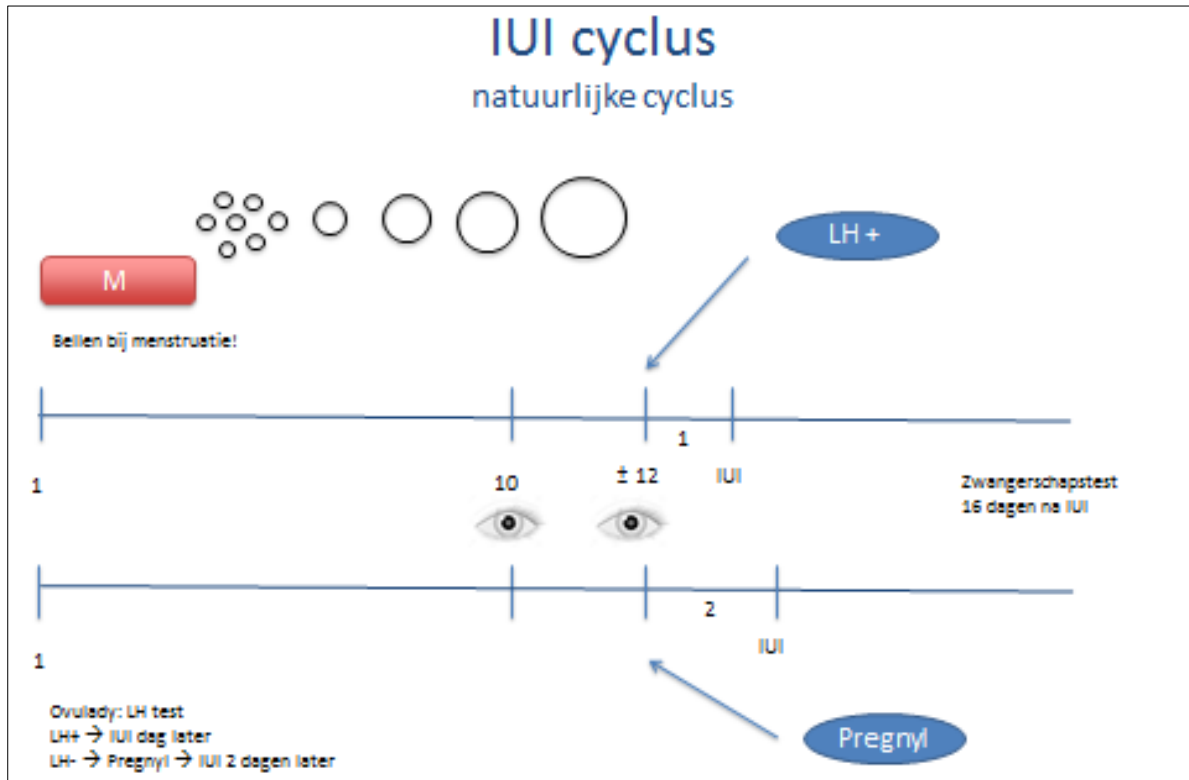 IUI cyclus
natuurlijke cyclus
LH +
M
Bellen bij menstruatie!
1
1
10
± 12
IUI
Zwangerschapstest
16 dagen na IUI
2
IUI
1
Ovulady: LH test
LH+ → IUI dag later
LH- → Pregnyl → IUI 2 dagen later
Pregnyl